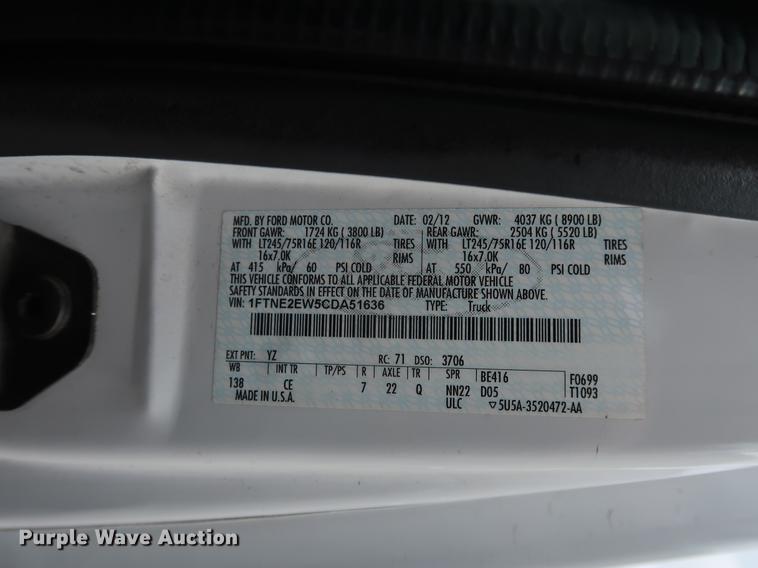 MFD. BY FORD MOTOR CO. DATE: 02/12 GVWR: 4037 KG ( 8900 LB)
FRONT GAWR: 1724 KG ( 3800 LB) REAR GAWR: 2504 KG ( 5520 LB)
WITH LT245/75R16E 120/116R TIRES WITH LT245/75R16E 120/116R TIRES
16x7.0K RIMS 16x7.0K RIMS
AT 415 kPa/ 60 PSI COLD AT 550 kPa/ 80 PSI COLD
THIS VEHICLE CONFORMS TO ALL APPLICABLE FEDERAL MOTOR VEHICLE
SAFETY STANDARDS IN EFFECT ON THE DATE OF MANUFACTURE SHOWN ABOVE.
VIN: 1FTNE2EW5CDA51636 TYPE: Truck
EXT PNT: YZ RC: 71 DSO: 3706
WB INT TR TP/PS R AXLE TR SPR BE416 F0699
138 CE 7 22 Q NN22 D05 T1093
MADE IN U.S.A. ULC ▽5U5A-3520472-AA
Purple Wave Auction